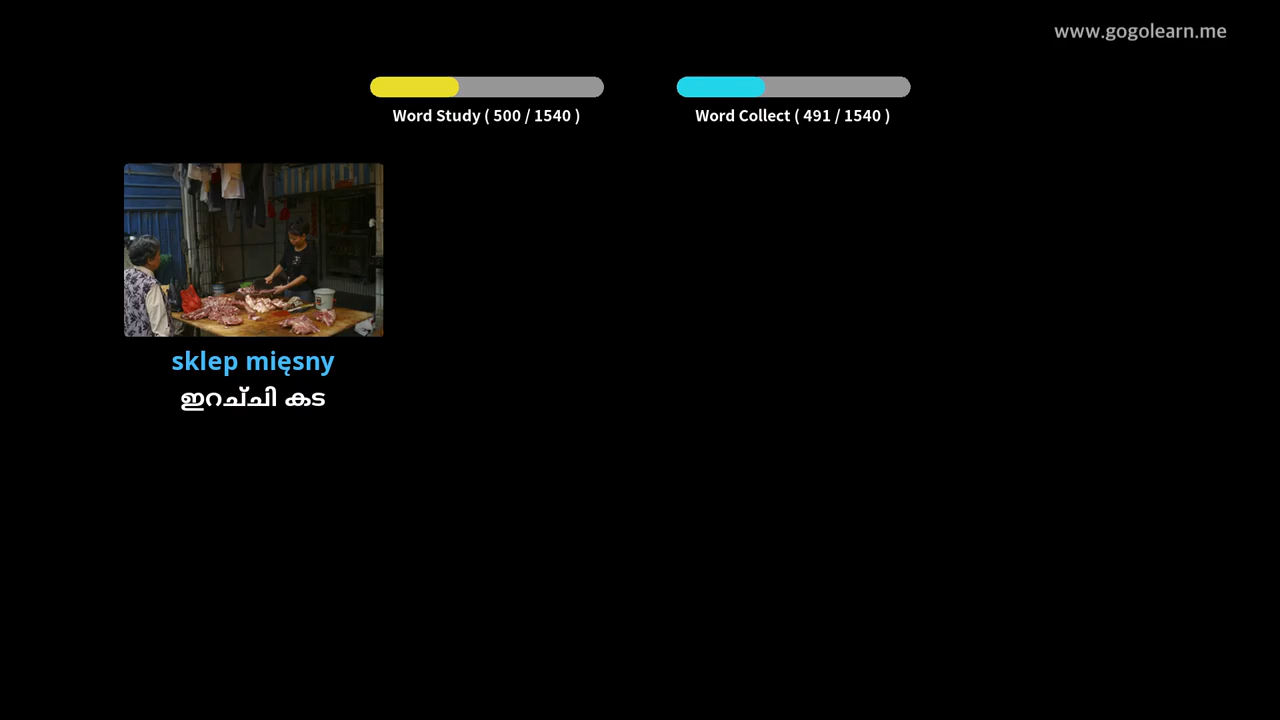 www.gogolearn.me
Word Study ( 500 / 1540 )
Word Collect ( 491 / 1540 )
sklep mięsny
ഇറച്ചി കട